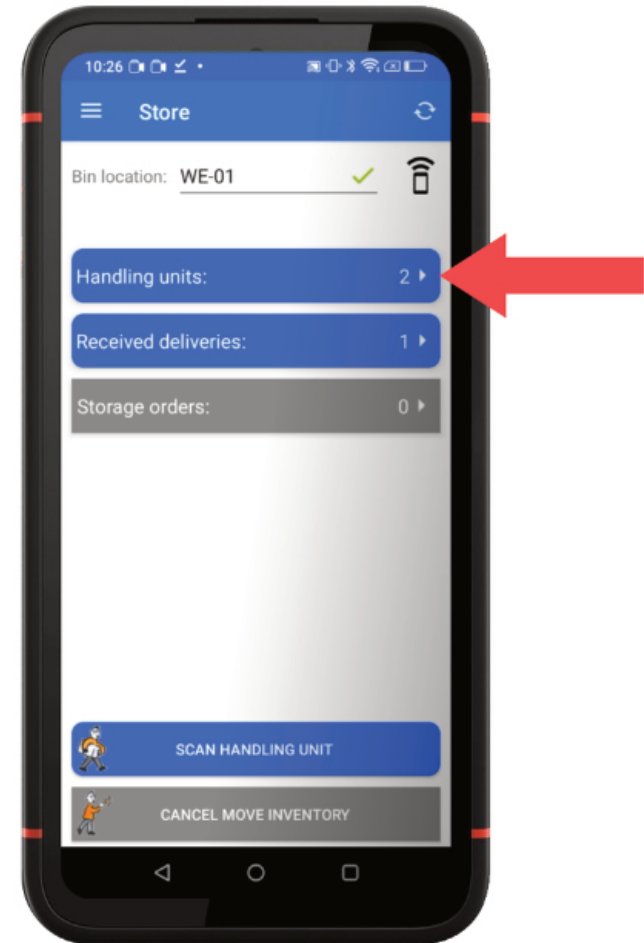 10:26
Store
Bin location: WE-01
Handling units: 2
Received deliveries: 1
Storage orders: 0
SCAN HANDLING UNIT
CANCEL MOVE INVENTORY